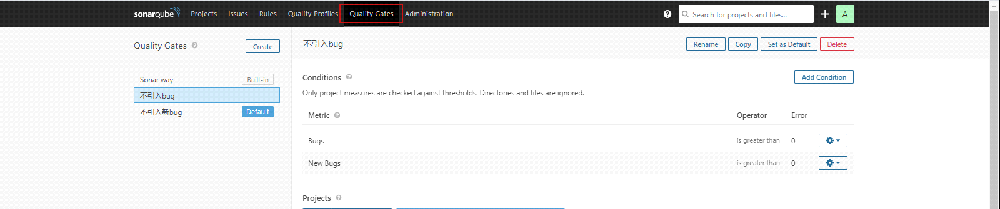 sonarqube Projects Issues Rules Quality Profiles Quality Gates Administration ? Search for projects and files... + A
Quality Gates ? Create
Sonar way Built-in
不引入bug
不引入新bug Default
不引入bug Rename Copy Set as Default Delete
Conditions ? Add Condition
Only project measures are checked against thresholds. Directories and files are ignored.
Metric ? Operator Error
Bugs is greater than 0
New Bugs is greater than 0
Projects ?